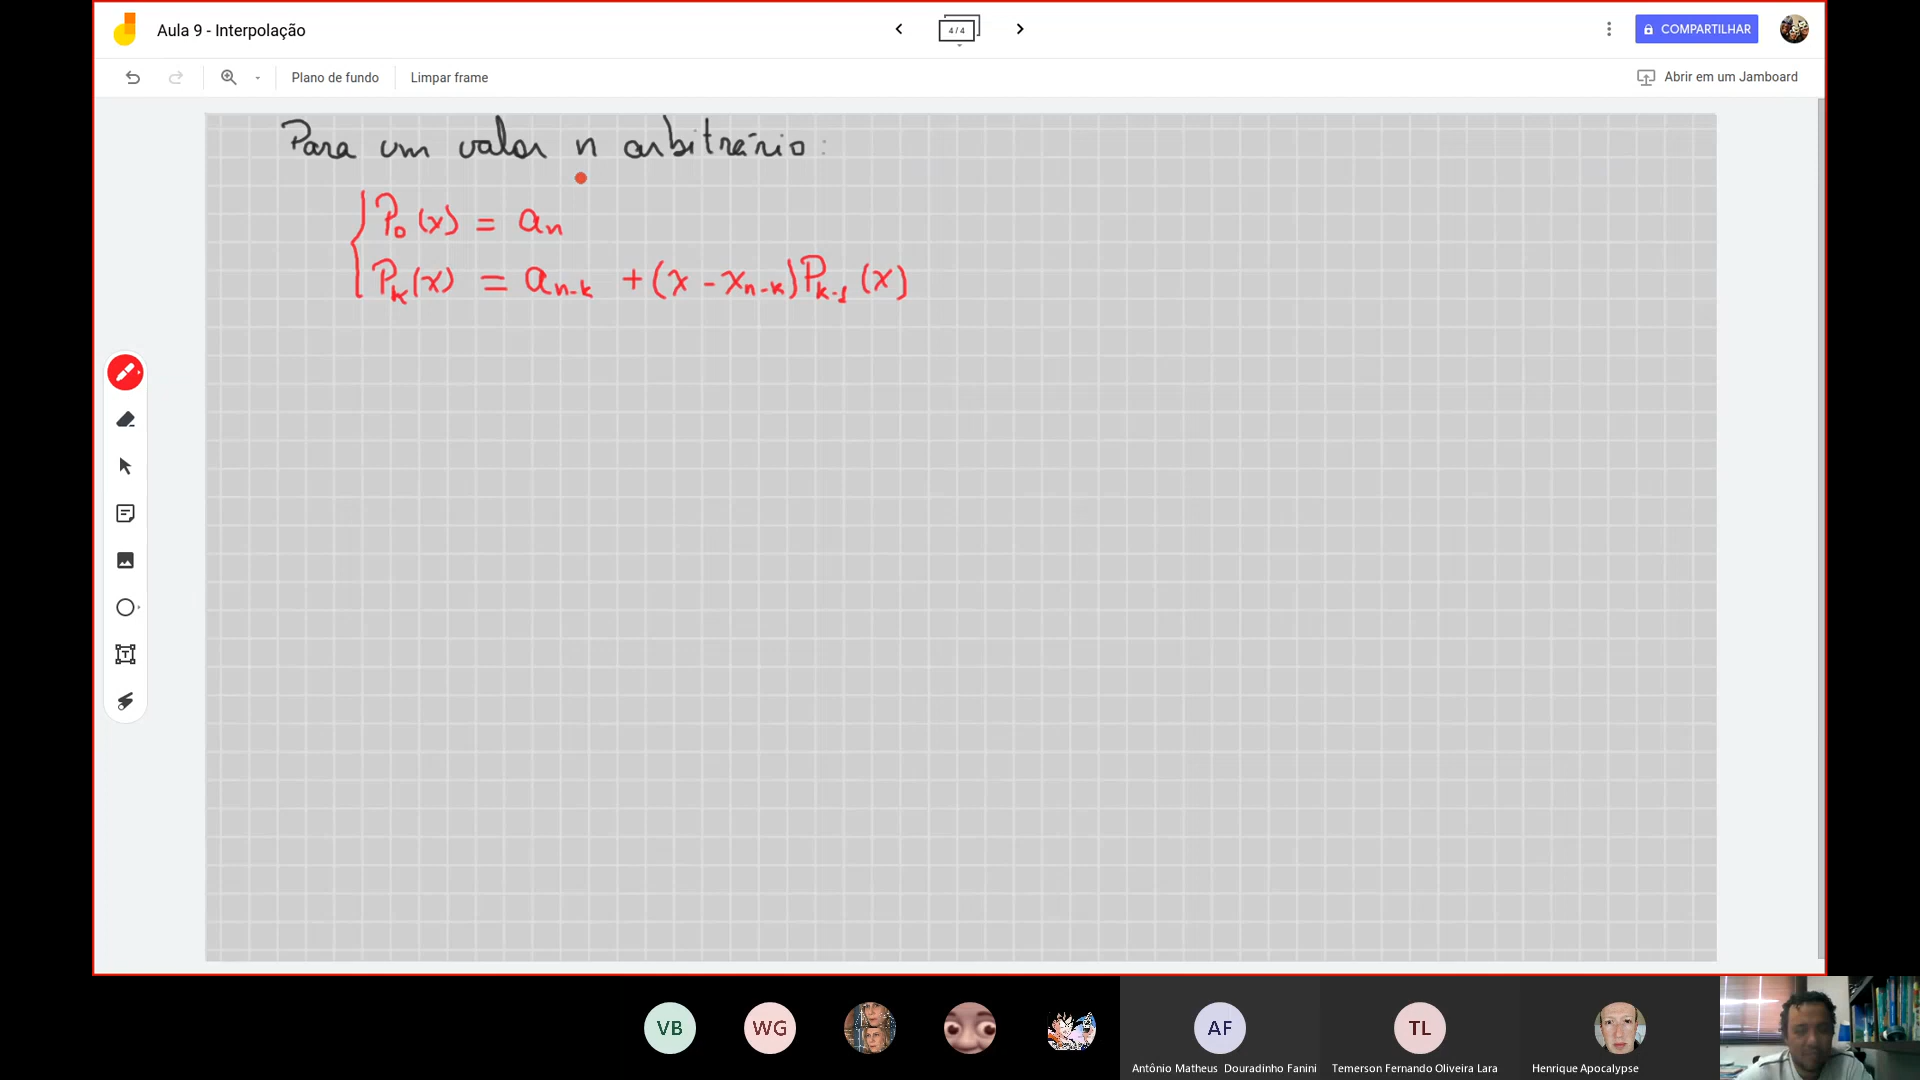 Aula 9 - Interpolação
4 / 4
COMPARTILHAR
Plano de fundo
Limpar frame
Abrir em um Jamboard
Para um valor n arbitrário:
P₀(x) = aₙ
Pₖ(x) = aₙ₋ₖ + (x - xₙ₋ₖ)Pₖ₋₁(x)
VB
WG
AF
TL
Antônio Matheus Douradinho Fanini
Temerson Fernando Oliveira Lara
Henrique Apocalypse